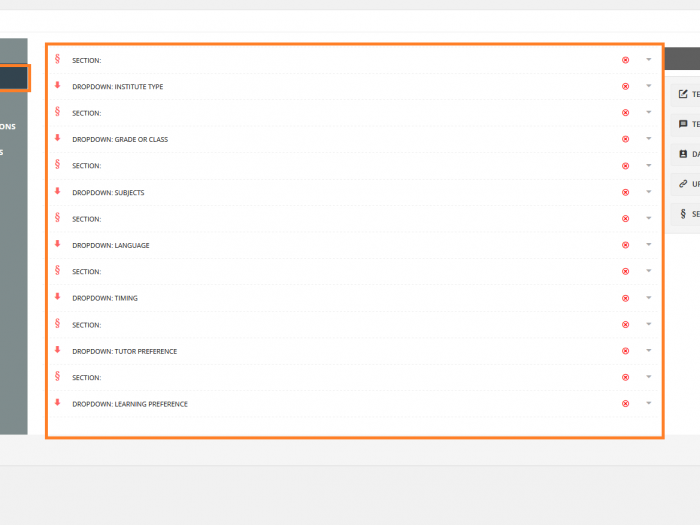 SECTION:
DROPDOWN: INSTITUTE TYPE
SECTION:
DROPDOWN: GRADE OR CLASS
SECTION:
DROPDOWN: SUBJECTS
SECTION:
DROPDOWN: LANGUAGE
SECTION:
DROPDOWN: TIMING
SECTION:
DROPDOWN: TUTOR PREFERENCE
SECTION:
DROPDOWN: LEARNING PREFERENCE
ONS
S
TE
TE
DA
UP
SE